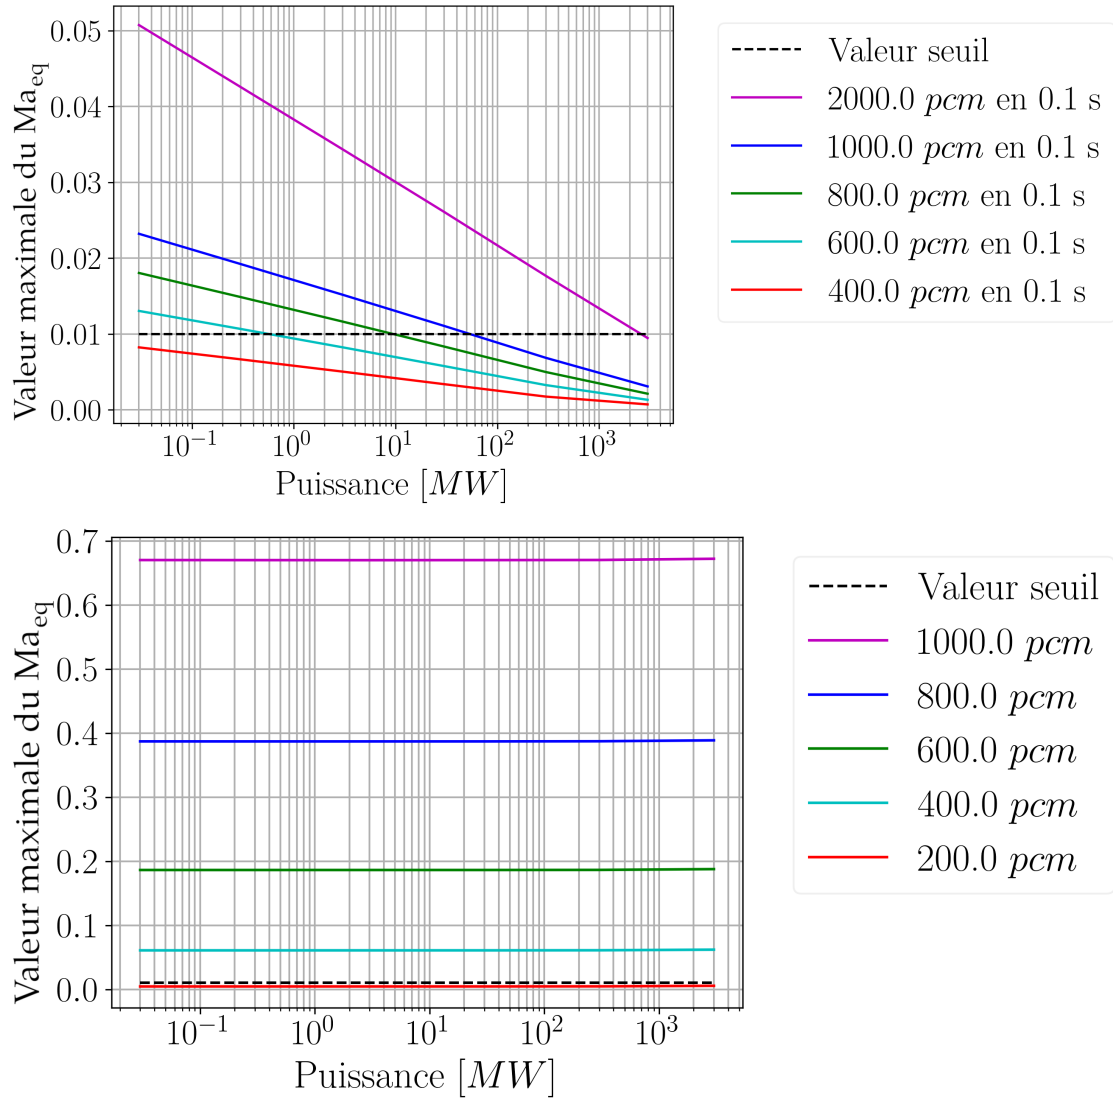 Valeur maximale du Ma_eq
0.05
0.04
0.03
0.02
0.01
0.00
10^−1
10^0
10^1
10^2
10^3
Puissance [MW]
Valeur seuil
2000.0 pcm en 0.1 s
1000.0 pcm en 0.1 s
800.0 pcm en 0.1 s
600.0 pcm en 0.1 s
400.0 pcm en 0.1 s
Valeur maximale du Ma_eq
0.7
0.6
0.5
0.4
0.3
0.2
0.1
0.0
10^−1
10^0
10^1
10^2
10^3
Puissance [MW]
Valeur seuil
1000.0 pcm
800.0 pcm
600.0 pcm
400.0 pcm
200.0 pcm